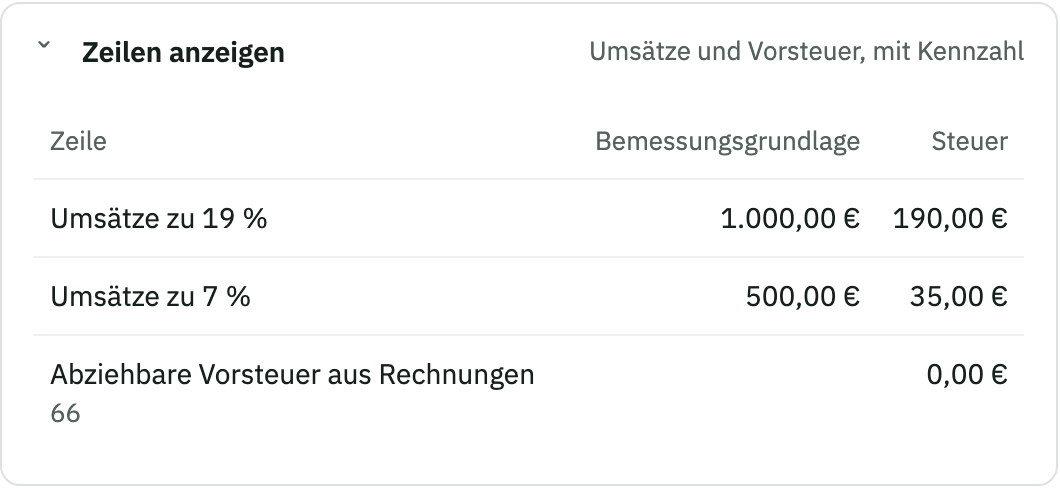 Zeilen anzeigen Umsätze und Vorsteuer, mit Kennzahl
Zeile Bemessungsgrundlage Steuer
Umsätze zu 19 % 1.000,00 € 190,00 €
Umsätze zu 7 % 500,00 € 35,00 €
Abziehbare Vorsteuer aus Rechnungen 0,00 €
66